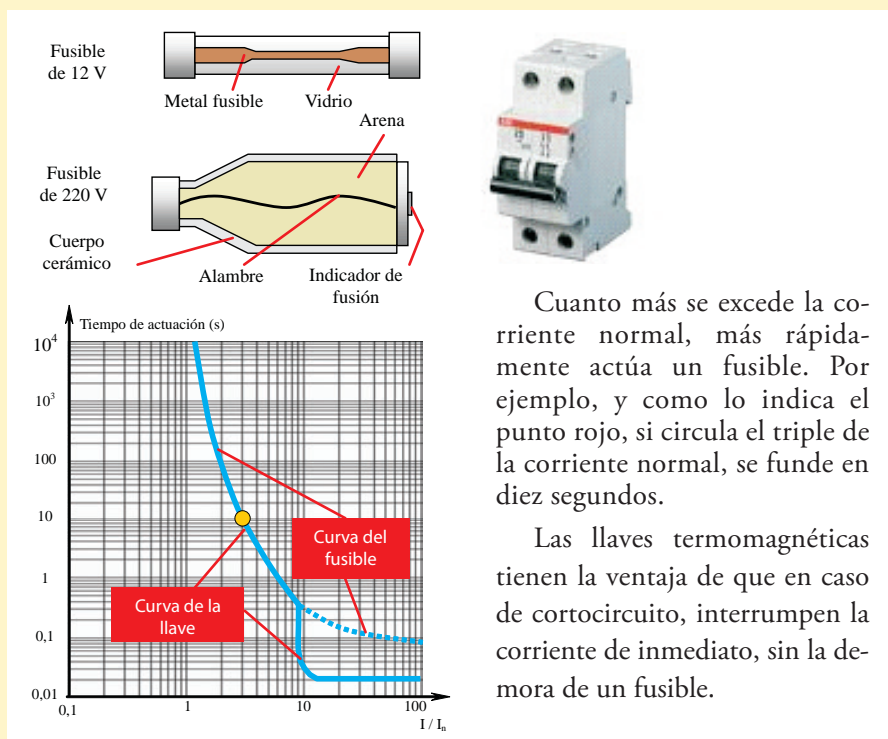 Fusible
de 12 V
Metal fusible
Vidrio
Arena
Fusible
de 220 V
Cuerpo
cerámico
Alambre
Indicador de
fusión
Tiempo de actuación (s)
10⁴
10³
100
10
1
0,1
0,01
0,1
1
10
100
I / Iₙ
Curva del
fusible
Curva de la
llave
Cuanto más se excede la co-
rriente normal, más rápida-
mente actúa un fusible. Por
ejemplo, y como lo indica el
punto rojo, si circula el triple de
la corriente normal, se funde en
diez segundos.
Las llaves termomagnéticas
tienen la ventaja de que en caso
de cortocircuito, interrumpen la
corriente de inmediato, sin la de-
mora de un fusible.